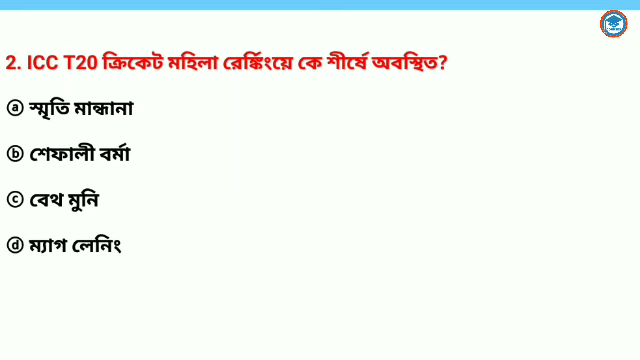 2. ICC T20 ক্রিকেট মহিলা রেঙ্কিংয়ে কে শীর্ষে অবস্থিত?
ⓐ স্মৃতি মান্ধানা
ⓑ শেফালী বর্মা
ⓒ বেথ মুনি
ⓓ ম্যাগ লেনিং